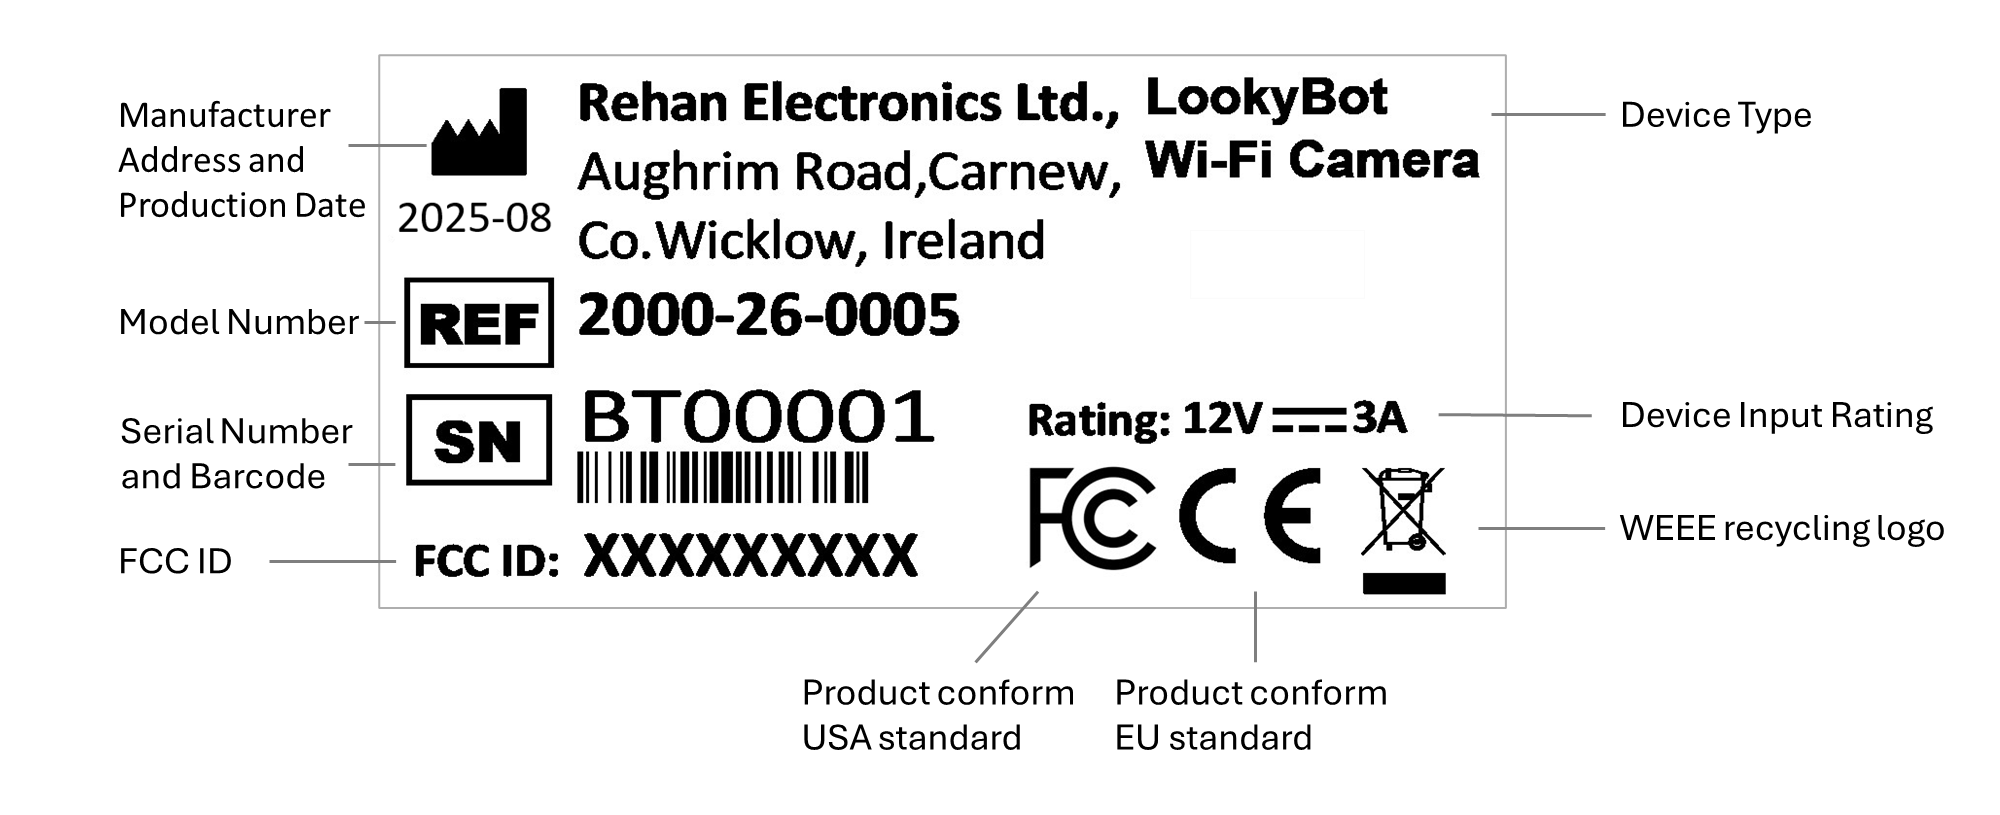 Manufacturer
Address and
Production Date
2025-08
Rehan Electronics Ltd.,
Aughrim Road,Carnew,
Co.Wicklow, Ireland
LookyBot
Wi-Fi Camera
Device Type
Model Number
REF
2000-26-0005
Serial Number
and Barcode
SN
BT00001
Rating: 12V 3A
Device Input Rating
FCC ID
FCC ID: XXXXXXXXX
FC CE
WEEE recycling logo
Product conform
USA standard
Product conform
EU standard